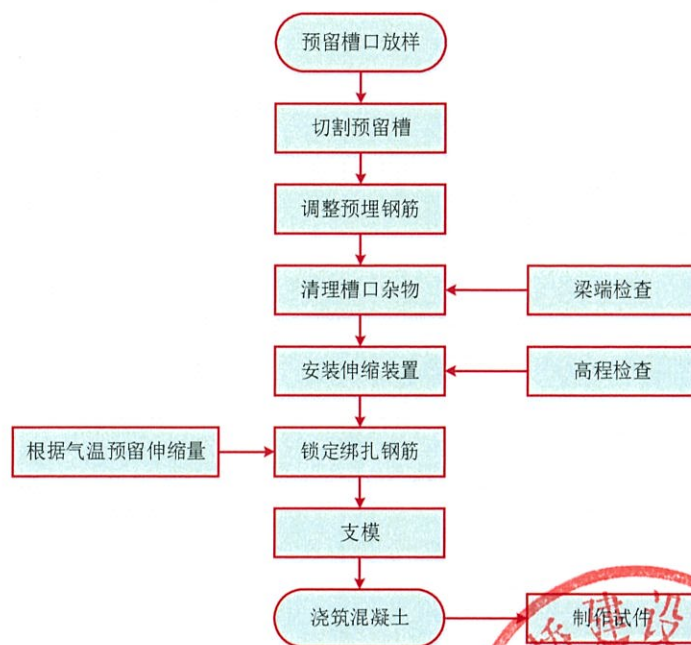 预留槽口放样
切割预留槽
调整预埋钢筋
清理槽口杂物
梁端检查
安装伸缩装置
高程检查
根据气温预留伸缩量
锁定绑扎钢筋
支模
浇筑混凝土
制作试件
建设